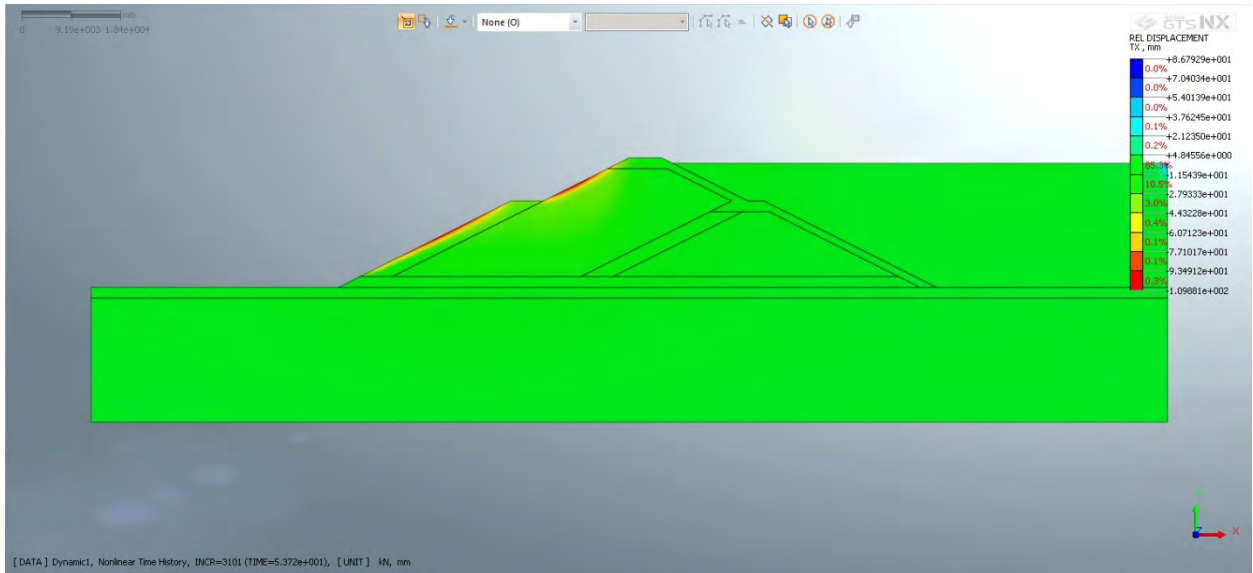 mm
0 9.19e+003 1.84e+004
None (O)
GTS NX
REL DISPLACEMENT
TX , mm
+8.67929e+001
0.0%
+7.04034e+001
0.0%
+5.40139e+001
0.0%
+3.76245e+001
0.1%
+2.12350e+001
0.2%
+4.84556e+000
85.3%
-1.15439e+001
10.5%
-2.79333e+001
3.0%
-4.43228e+001
0.4%
-6.07123e+001
0.1%
-7.71017e+001
0.1%
-9.34912e+001
0.3%
-1.09881e+002
Y
Z
X
[ DATA ] Dynamic1, Nonlinear Time History, INCR=3101 (TIME=5.372e+001), [ UNIT ] kN, mm